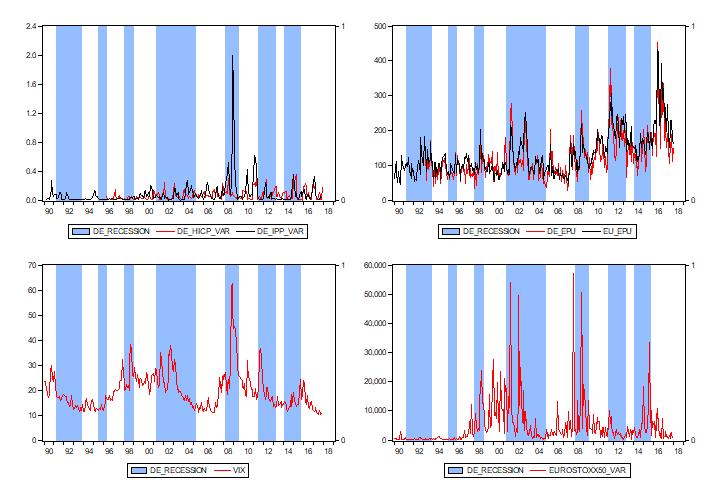 2.4 1 500 1
2.0 400
1.6
300
1.2
200
0.8
100
0.4
0.0 0 0 0
90 92 94 96 98 00 02 04 06 08 10 12 14 16 18 90 92 94 96 98 00 02 04 06 08 10 12 14 16 18
DE_RECESSION DE_HICP_VAR DE_IPP_VAR DE_RECESSION DE_EPU EU_EPU
70 1 60,000 1
60 50,000
50 40,000
40
30 30,000
20 20,000
10 10,000
0 0 0 0
90 92 94 96 98 00 02 04 06 08 10 12 14 16 18 90 92 94 96 98 00 02 04 06 08 10 12 14 16 18
DE_RECESSION VIX DE_RECESSION EUROSTOXX50_VAR